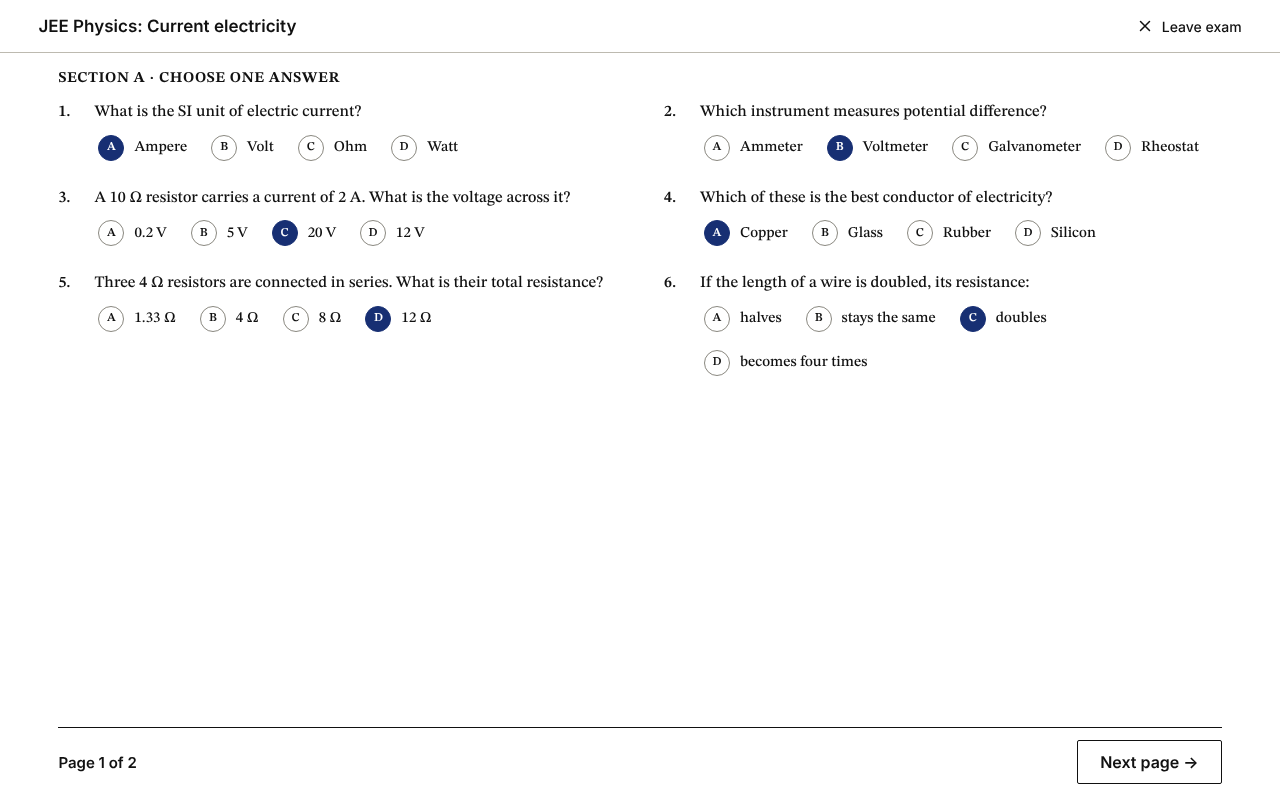 JEE Physics: Current electricity
✕ Leave exam
SECTION A · CHOOSE ONE ANSWER
1. What is the SI unit of electric current?
A Ampere B Volt C Ohm D Watt
2. Which instrument measures potential difference?
A Ammeter B Voltmeter C Galvanometer D Rheostat
3. A 10 Ω resistor carries a current of 2 A. What is the voltage across it?
A 0.2 V B 5 V C 20 V D 12 V
4. Which of these is the best conductor of electricity?
A Copper B Glass C Rubber D Silicon
5. Three 4 Ω resistors are connected in series. What is their total resistance?
A 1.33 Ω B 4 Ω C 8 Ω D 12 Ω
6. If the length of a wire is doubled, its resistance:
A halves B stays the same C doubles
D becomes four times
Page 1 of 2
Next page →